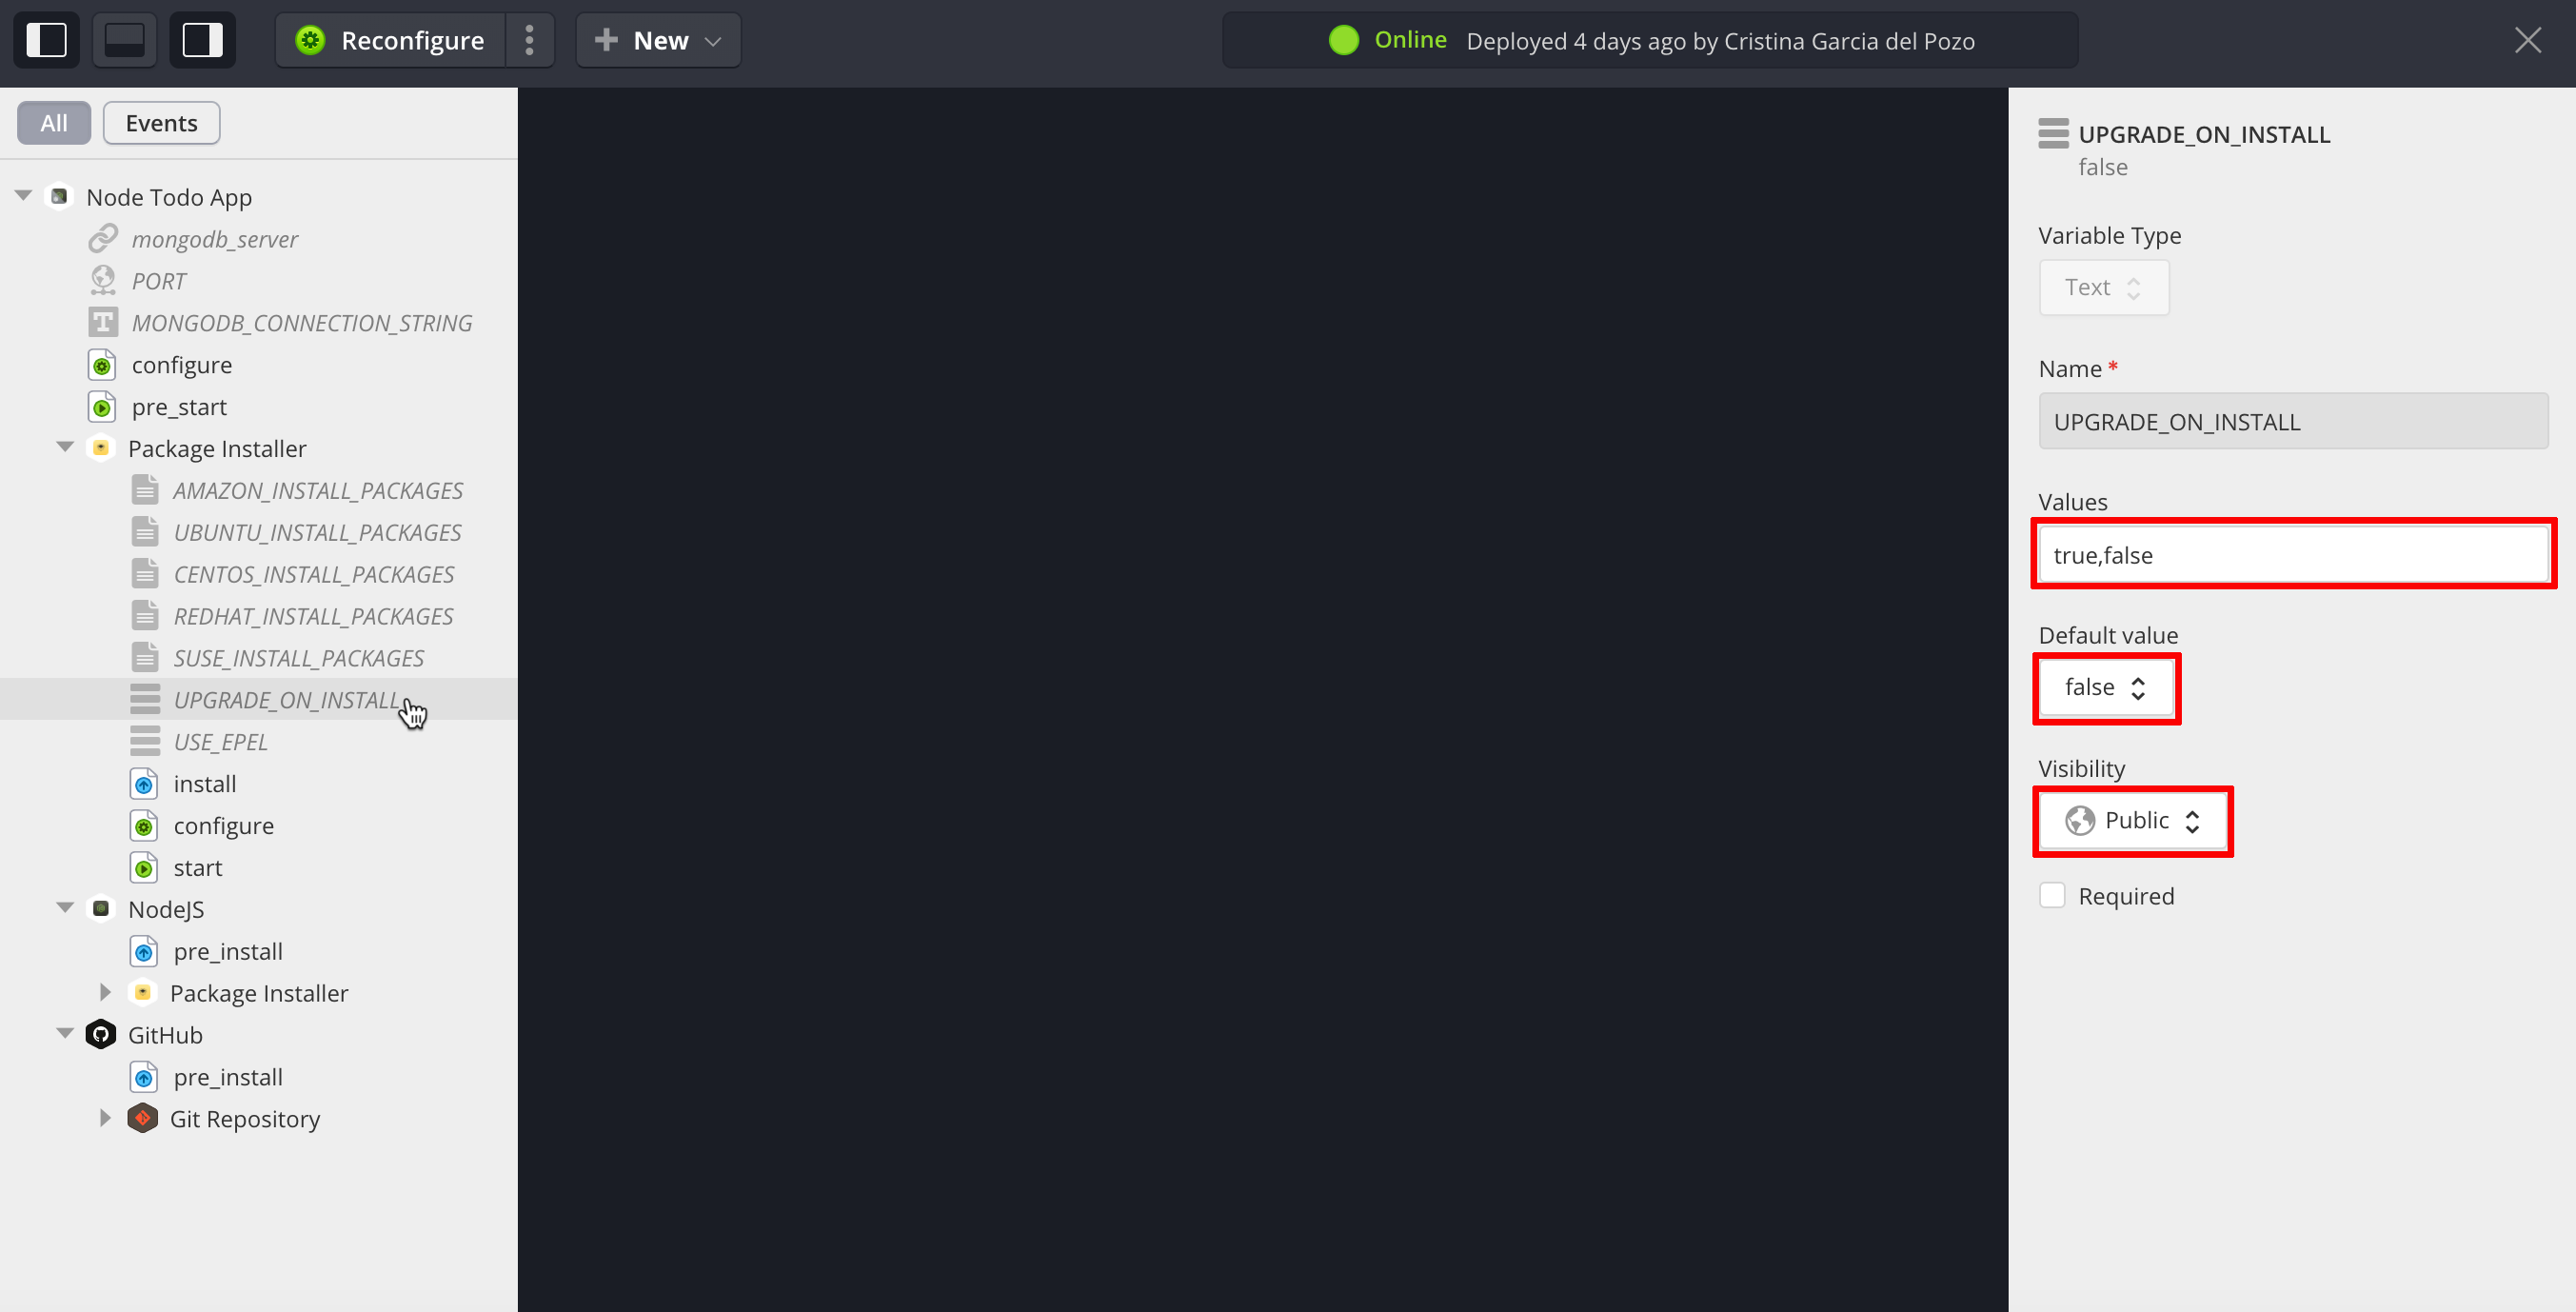 Reconfigure
New
Online Deployed 4 days ago by Cristina Garcia del Pozo
All
Events
Node Todo App
mongodb_server
PORT
MONGODB_CONNECTION_STRING
configure
pre_start
Package Installer
AMAZON_INSTALL_PACKAGES
UBUNTU_INSTALL_PACKAGES
CENTOS_INSTALL_PACKAGES
REDHAT_INSTALL_PACKAGES
SUSE_INSTALL_PACKAGES
UPGRADE_ON_INSTALL
USE_EPEL
install
configure
start
NodeJS
pre_install
Package Installer
GitHub
pre_install
Git Repository
UPGRADE_ON_INSTALL
false
Variable Type
Text
Name *
UPGRADE_ON_INSTALL
Values
true,false
Default value
false
Visibility
Public
Required